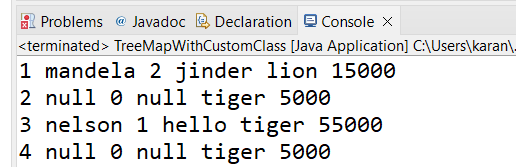 Problems @ Javadoc Declaration Console
<terminated> TreeMapWithCustomClass [Java Application] C:\Users\karan\.
1 mandela 2 jinder lion 15000
2 null 0 null tiger 5000
3 nelson 1 hello tiger 55000
4 null 0 null tiger 5000